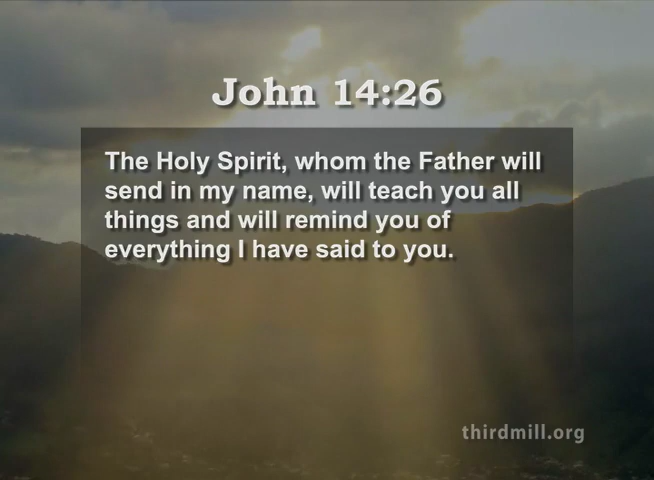 John 14:26
The Holy Spirit, whom the Father will
send in my name, will teach you all
things and will remind you of
everything I have said to you.
thirdmill.org